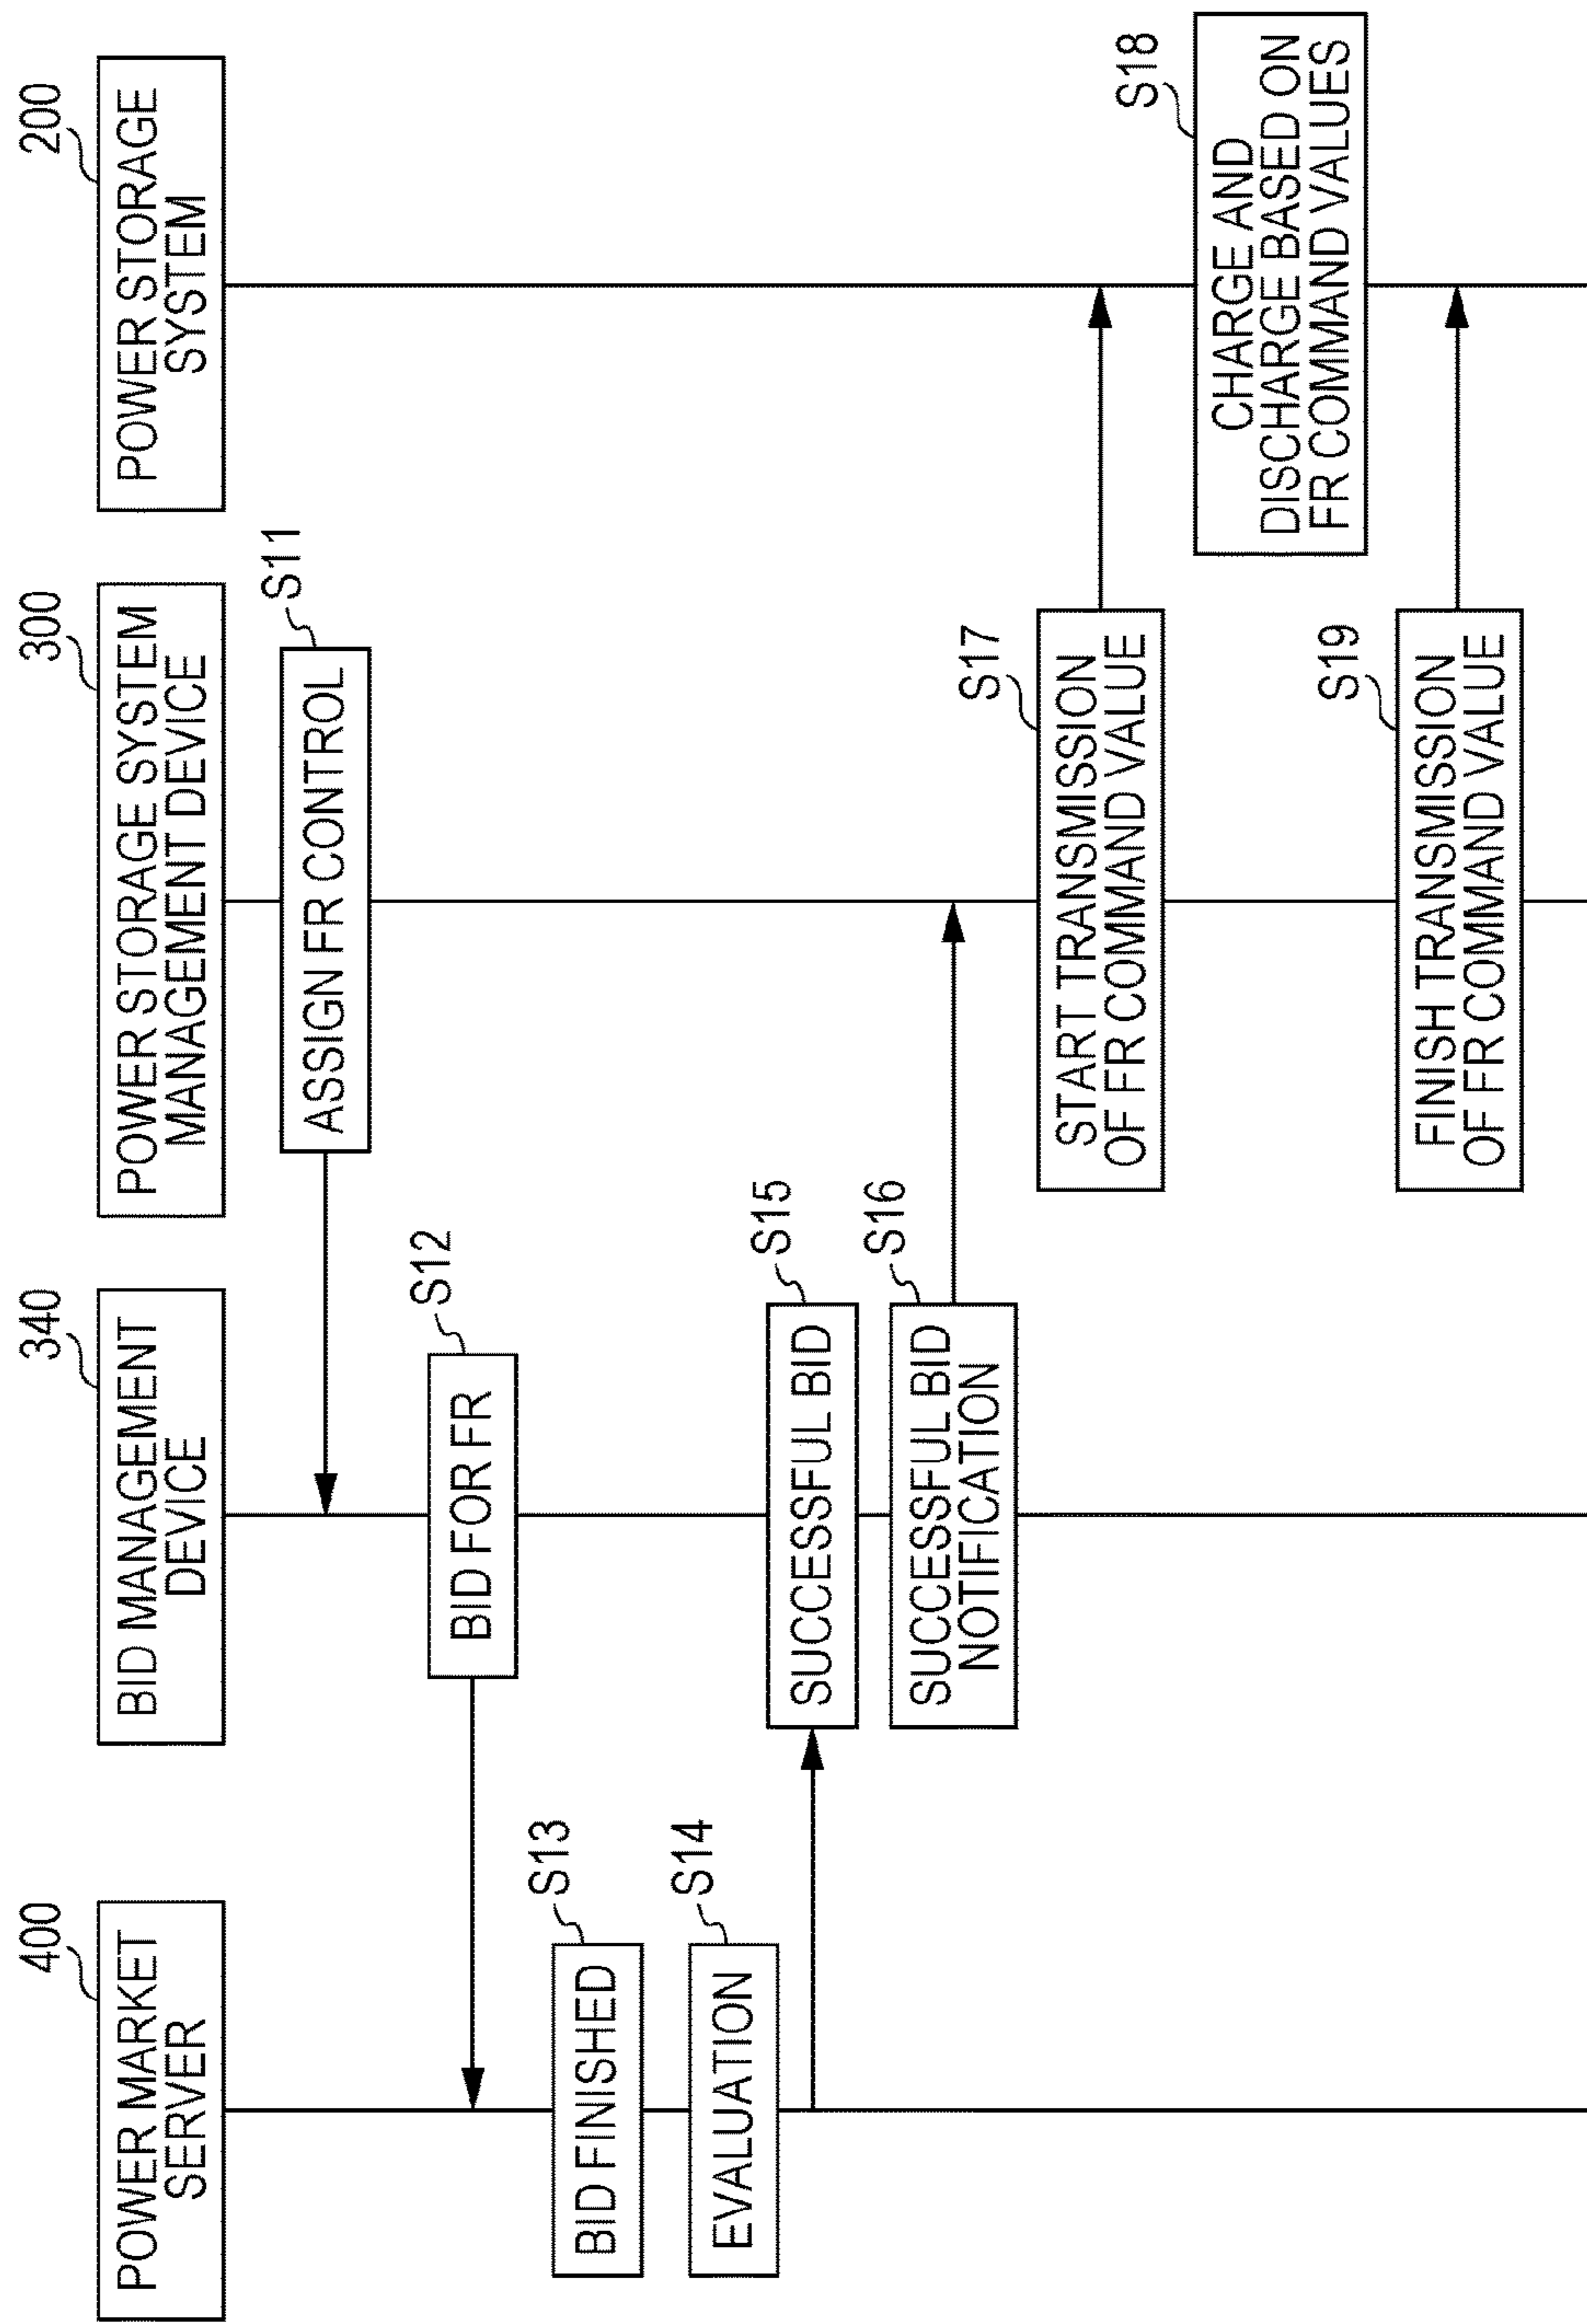 400
POWER MARKET
SERVER
340
BID MANAGEMENT
DEVICE
300
POWER STORAGE SYSTEM
MANAGEMENT DEVICE
200
POWER STORAGE
SYSTEM
S11
ASSIGN FR CONTROL
S12
BID FOR FR
S13
BID FINISHED
S14
EVALUATION
S15
SUCCESSFUL BID
S16
SUCCESSFUL BID
NOTIFICATION
S17
START TRANSMISSION
OF FR COMMAND VALUE
S18
CHARGE AND
DISCHARGE BASED ON
FR COMMAND VALUES
S19
FINISH TRANSMISSION
OF FR COMMAND VALUE